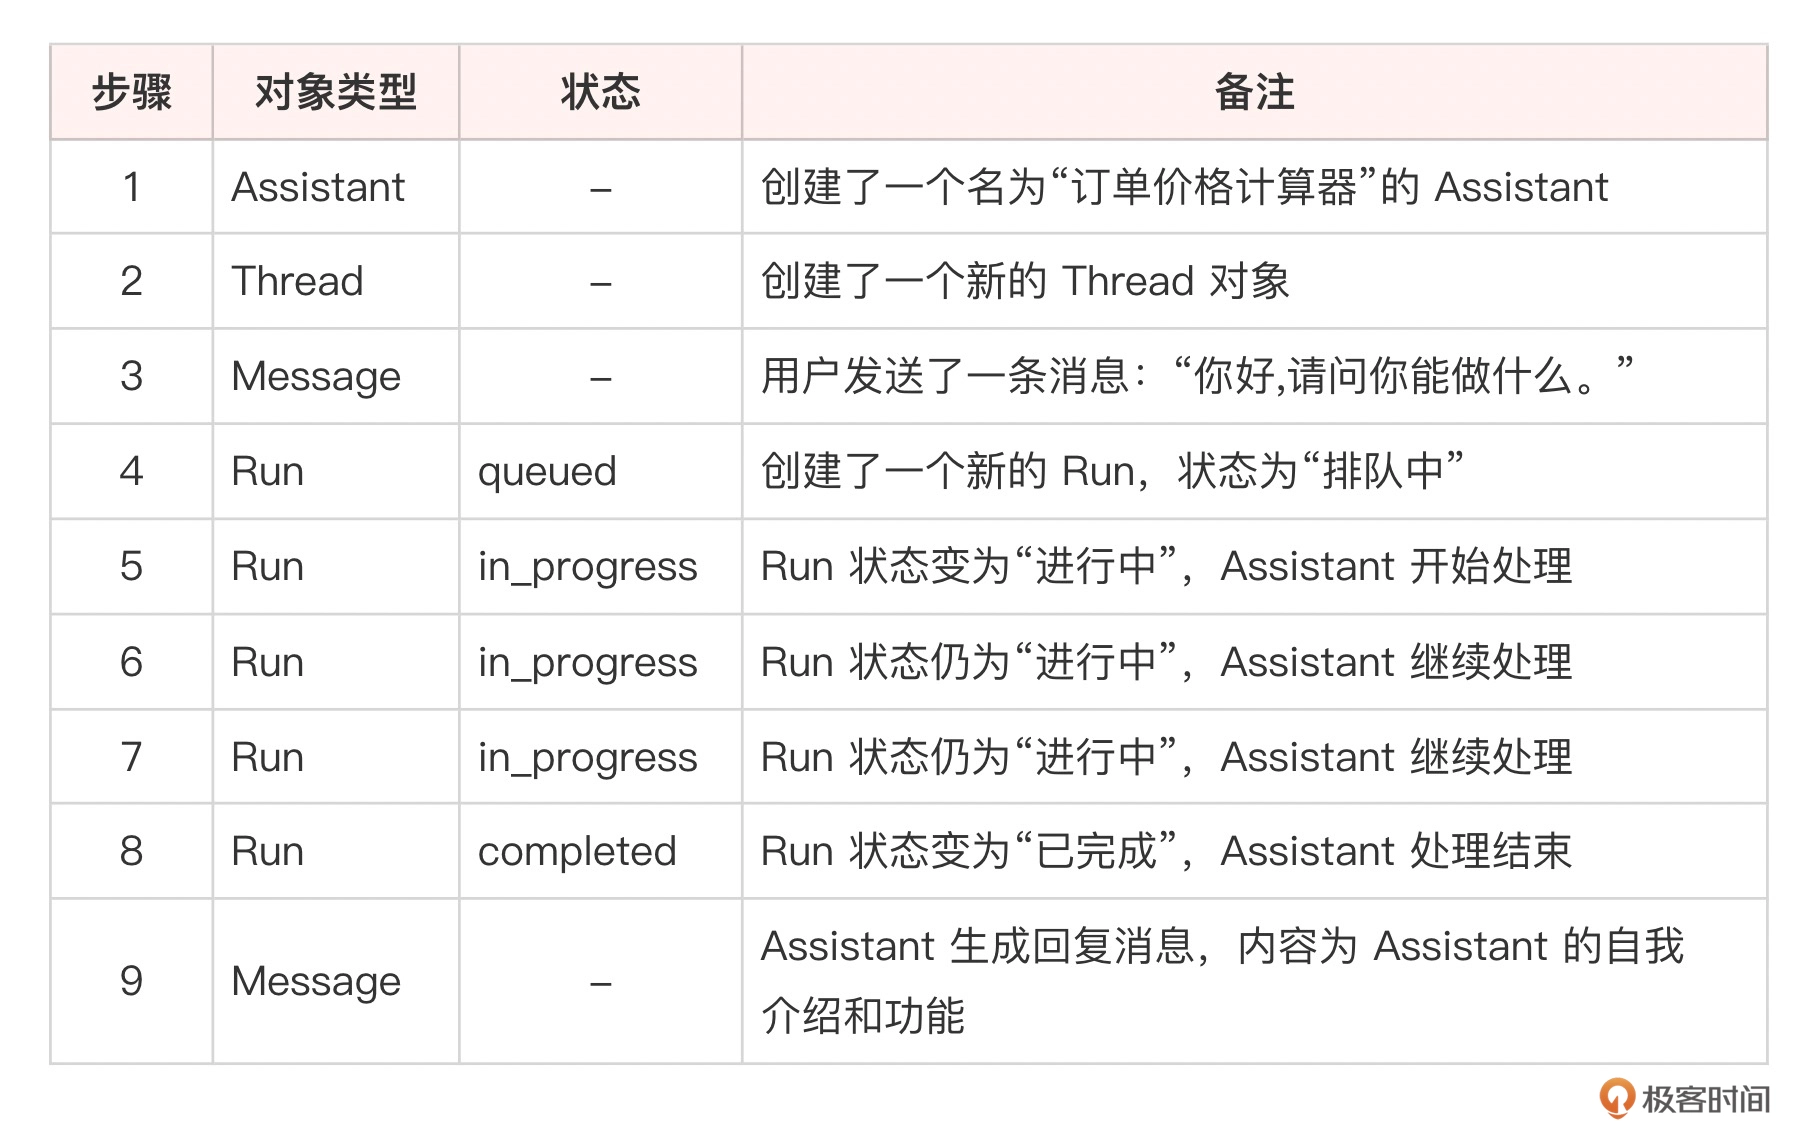 步骤 对象类型 状态 备注
1 Assistant – 创建了一个名为“订单价格计算器”的 Assistant
2 Thread – 创建了一个新的 Thread 对象
3 Message – 用户发送了一条消息：“你好,请问你能做什么。”
4 Run queued 创建了一个新的 Run，状态为“排队中”
5 Run in_progress Run 状态变为“进行中”，Assistant 开始处理
6 Run in_progress Run 状态仍为“进行中”，Assistant 继续处理
7 Run in_progress Run 状态仍为“进行中”，Assistant 继续处理
8 Run completed Run 状态变为“已完成”，Assistant 处理结束
9 Message – Assistant 生成回复消息，内容为 Assistant 的自我
介绍和功能
极客时间